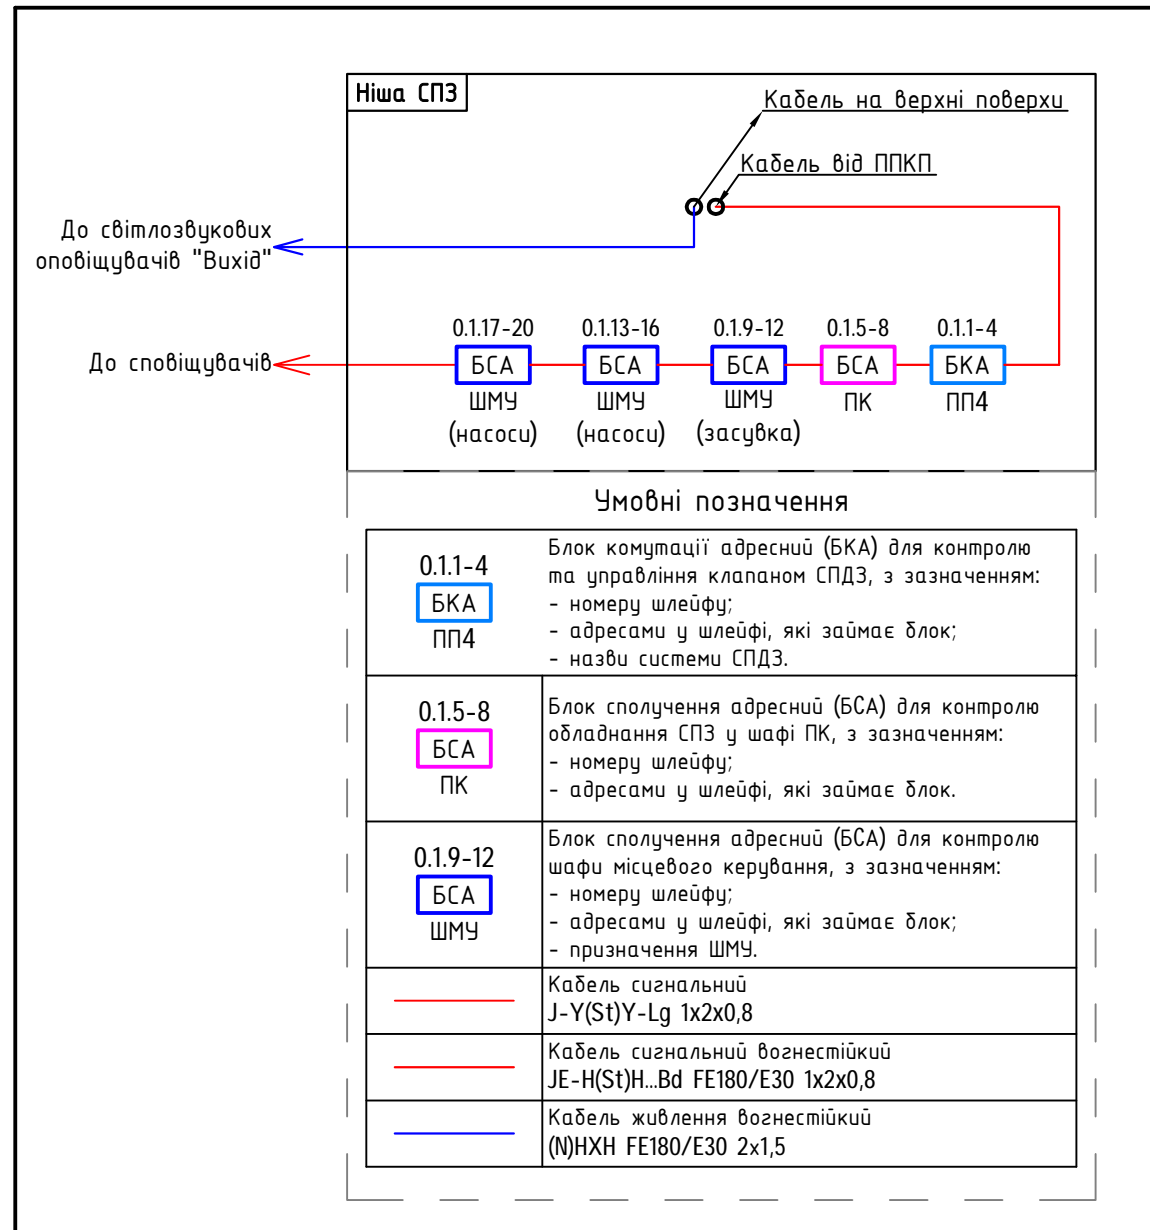 Ніша СПЗ
Кабель на верхні поверхи
Кабель від ППКП
До світлозвукових
оповіщувачів "Вихід"
До сповіщувачів
0.1.17-20
БСА
ШМУ
(насоси)
0.1.13-16
БСА
ШМУ
(насоси)
0.1.9-12
БСА
ШМУ
(засувка)
0.1.5-8
БСА
ПК
0.1.1-4
БКА
ПП4
Умовні позначення
0.1.1-4
БКА
ПП4
Блок комутації адресний (БКА) для контролю
та управління клапаном СПДЗ, з зазначенням:
- номеру шлейфу;
- адресами у шлейфі, які займає блок;
- назви системи СПДЗ.
0.1.5-8
БСА
ПК
Блок сполучення адресний (БСА) для контролю
обладнання СПЗ у шафі ПК, з зазначенням:
- номеру шлейфу;
- адресами у шлейфі, які займає блок.
0.1.9-12
БСА
ШМУ
Блок сполучення адресний (БСА) для контролю
шафи місцевого керування, з зазначенням:
- номеру шлейфу;
- адресами у шлейфі, які займає блок;
- призначення ШМУ.
Кабель сигнальний
J-Y(St)Y-Lg 1x2x0,8
Кабель сигнальний вогнестійкий
JE-H(St)H...Bd FE180/E30 1x2x0,8
Кабель живлення вогнестійкий
(N)HXH FE180/E30 2x1,5